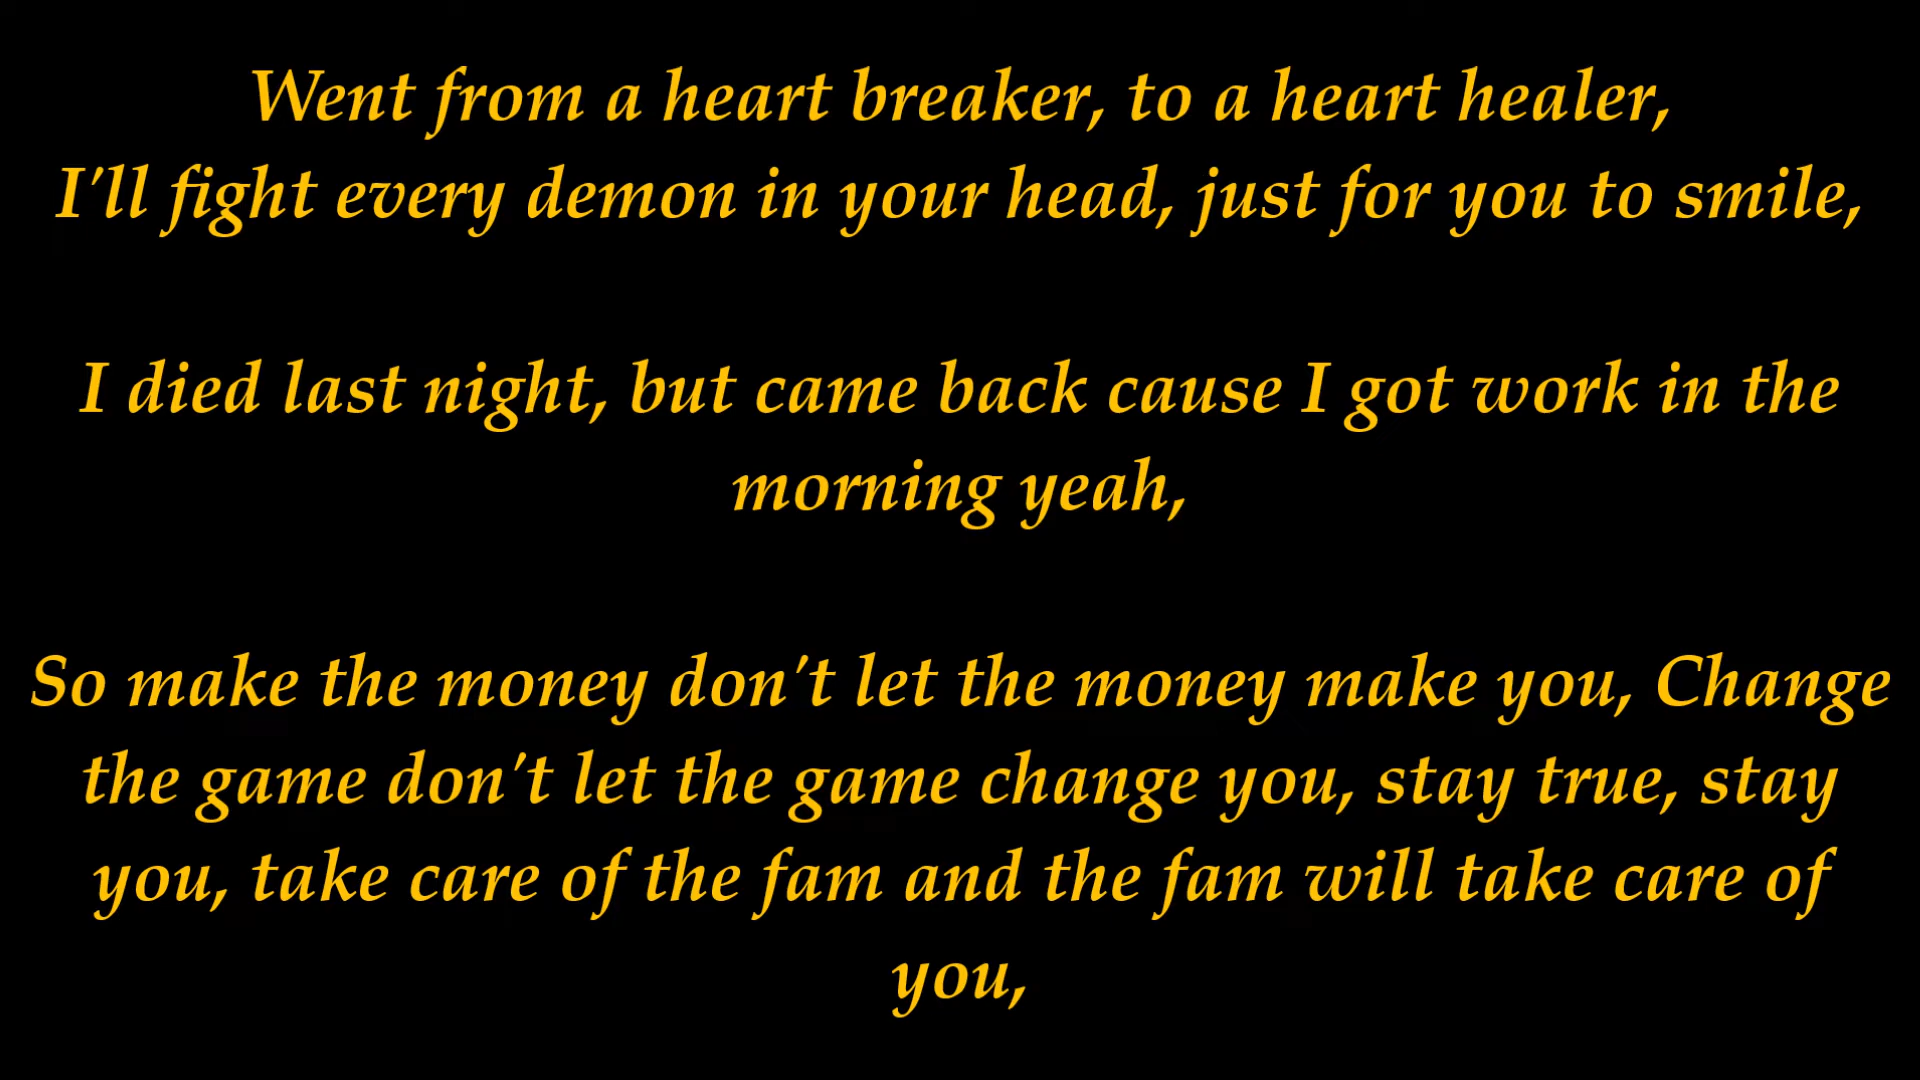 Went from a heart breaker, to a heart healer,
I'll fight every demon in your head, just for you to smile,
I died last night, but came back cause I got work in the
morning yeah,
So make the money don't let the money make you, Change
the game don't let the game change you, stay true, stay
you, take care of the fam and the fam will take care of
you,